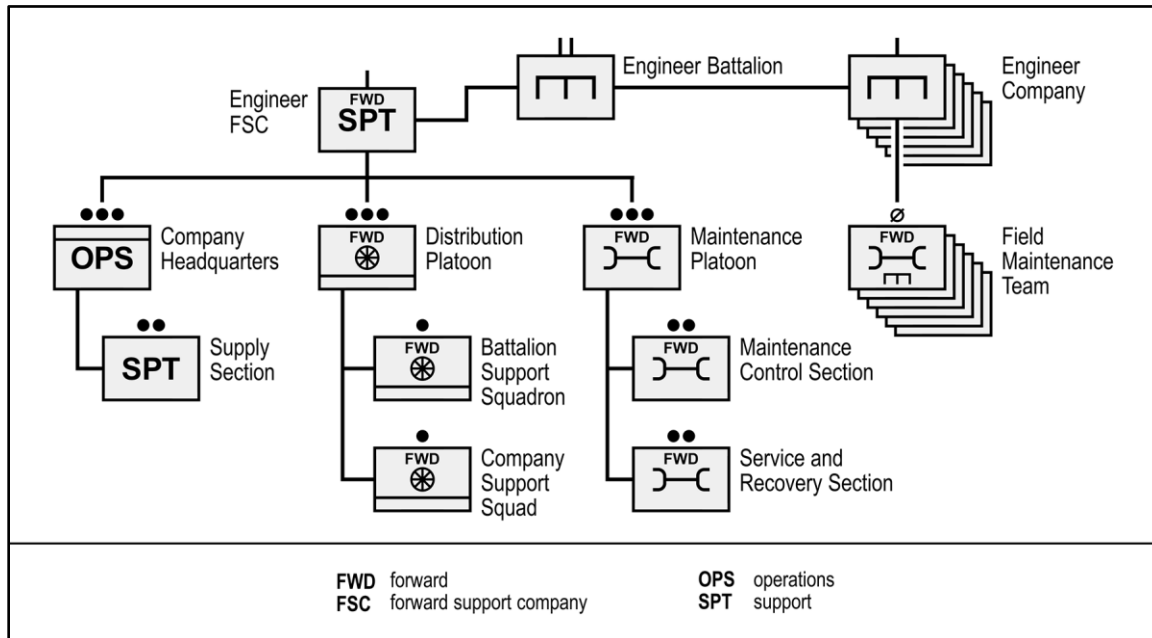 Engineer Battalion
Engineer
Company
Engineer
FSC
FWD
SPT
OPS
Company
Headquarters
FWD
Distribution
Platoon
FWD
Maintenance
Platoon
FWD
Field
Maintenance
Team
SPT
Supply
Section
FWD
Battalion
Support
Squadron
FWD
Maintenance
Control Section
FWD
Company
Support
Squad
FWD
Service and
Recovery Section
FWD forward
FSC forward support company
OPS operations
SPT support